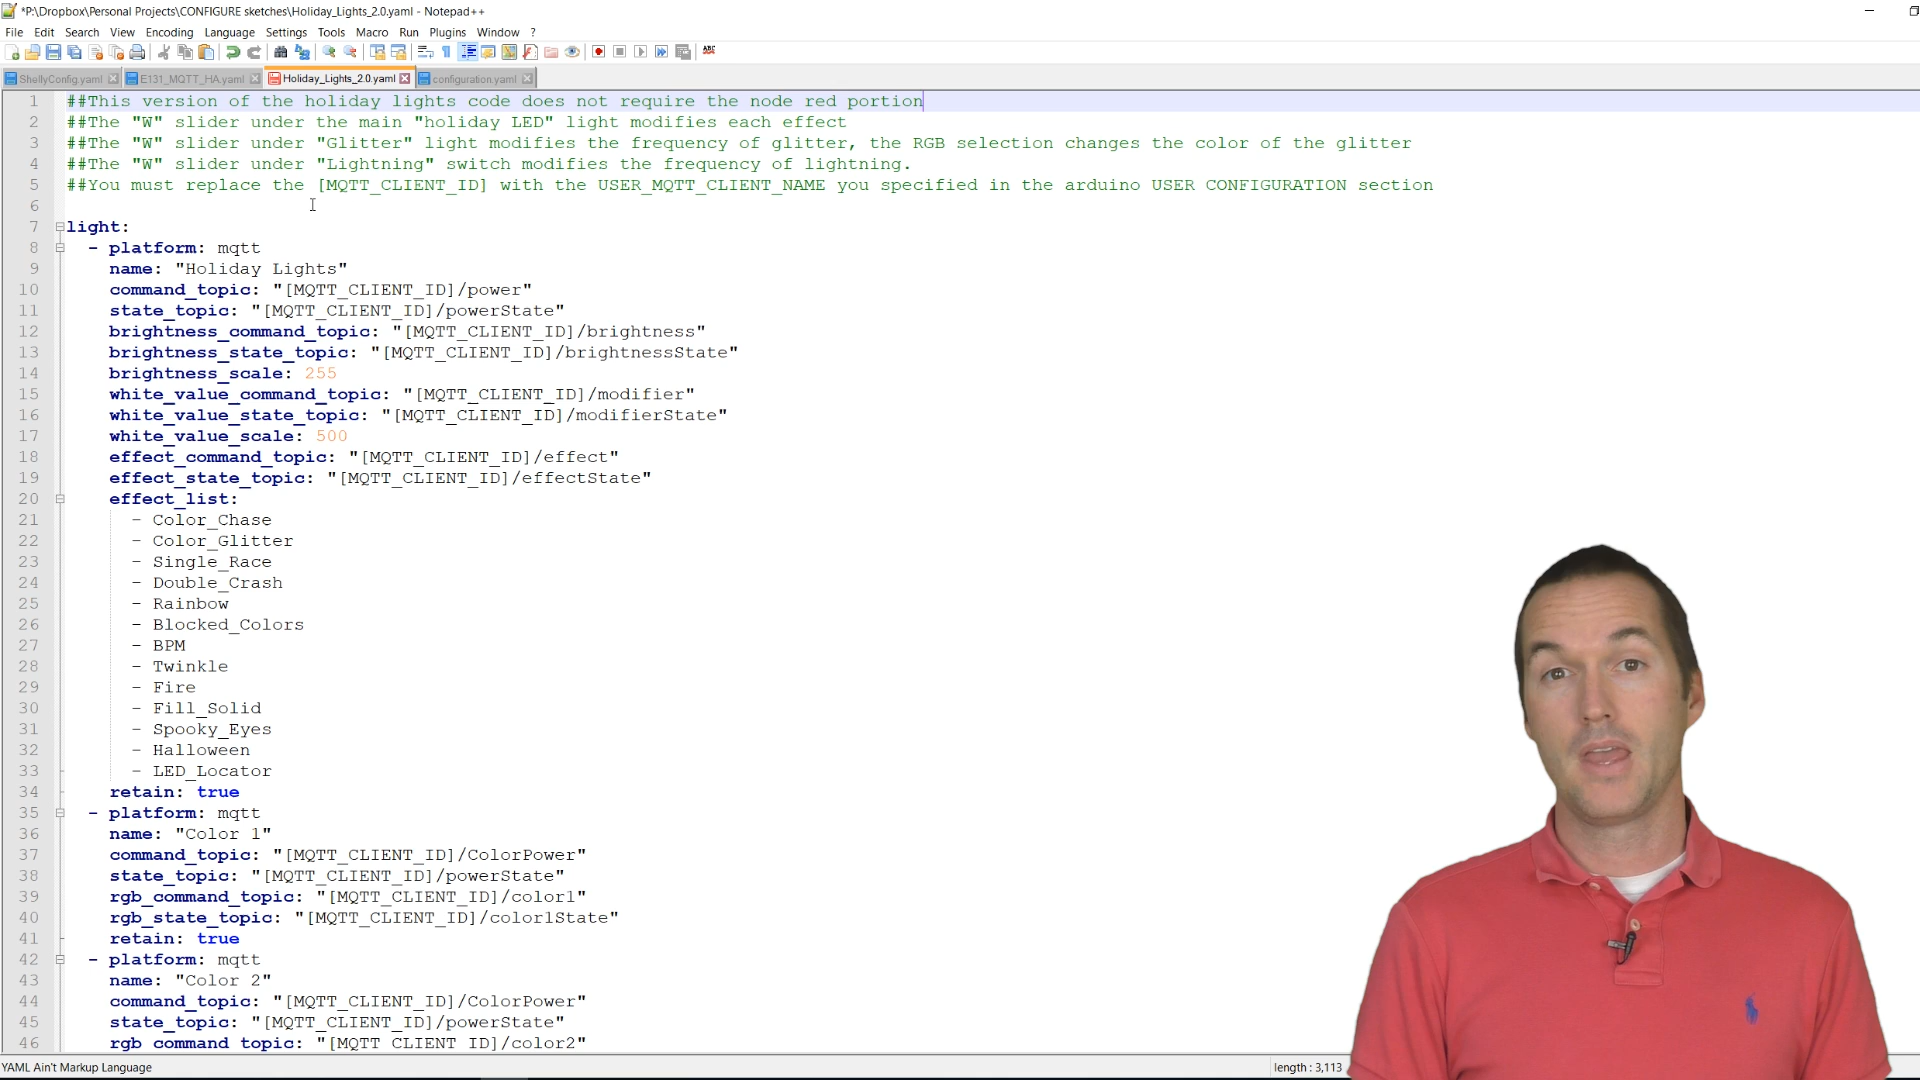 *P:\Dropbox\Personal Projects\CONFIGURE sketches\Holiday_Lights_2.0.yaml - Notepad++
File Edit Search View Encoding Language Settings Tools Macro Run Plugins Window ?
ABC
ShellyConfig.yaml E131_MQTT_HA.yaml Holiday_Lights_2.0.yaml configuration.yaml
1 ##This version of the holiday lights code does not require the node red portion
2 ##The "W" slider under the main "holiday LED" light modifies each effect
3 ##The "W" slider under "Glitter" light modifies the frequency of glitter, the RGB selection changes the color of the glitter
4 ##The "W" slider under "Lightning" switch modifies the frequency of lightning.
5 ##You must replace the [MQTT_CLIENT_ID] with the USER_MQTT_CLIENT_NAME you specified in the arduino USER CONFIGURATION section
6
7 light:
8 - platform: mqtt
9 name: "Holiday Lights"
10 command_topic: "[MQTT_CLIENT_ID]/power"
11 state_topic: "[MQTT_CLIENT_ID]/powerState"
12 brightness_command_topic: "[MQTT_CLIENT_ID]/brightness"
13 brightness_state_topic: "[MQTT_CLIENT_ID]/brightnessState"
14 brightness_scale: 255
15 white_value_command_topic: "[MQTT_CLIENT_ID]/modifier"
16 white_value_state_topic: "[MQTT_CLIENT_ID]/modifierState"
17 white_value_scale: 500
18 effect_command_topic: "[MQTT_CLIENT_ID]/effect"
19 effect_state_topic: "[MQTT_CLIENT_ID]/effectState"
20 effect_list:
21 - Color_Chase
22 - Color_Glitter
23 - Single_Race
24 - Double_Crash
25 - Rainbow
26 - Blocked_Colors
27 - BPM
28 - Twinkle
29 - Fire
30 - Fill_Solid
31 - Spooky_Eyes
32 - Halloween
33 - LED_Locator
34 retain: true
35 - platform: mqtt
36 name: "Color 1"
37 command_topic: "[MQTT_CLIENT_ID]/ColorPower"
38 state_topic: "[MQTT_CLIENT_ID]/powerState"
39 rgb_command_topic: "[MQTT_CLIENT_ID]/color1"
40 rgb_state_topic: "[MQTT_CLIENT_ID]/color1State"
41 retain: true
42 - platform: mqtt
43 name: "Color 2"
44 command_topic: "[MQTT_CLIENT_ID]/ColorPower"
45 state_topic: "[MQTT_CLIENT_ID]/powerState"
46 rgb_command_topic: "[MQTT_CLIENT_ID]/color2"
YAML Ain't Markup Language length : 3,113